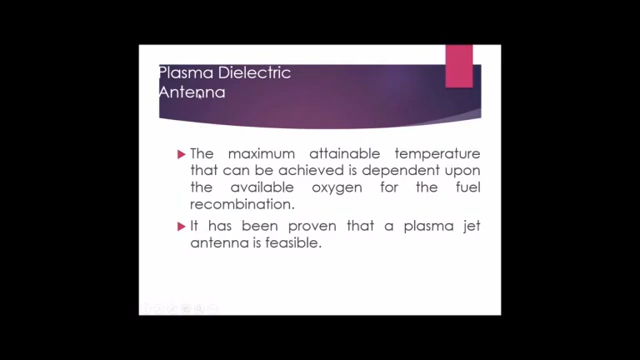 Plasma Dielectric
Antenna
The maximum attainable temperature
that can be achieved is dependent upon
the available oxygen for the fuel
recombination.
It has been proven that a plasma jet
antenna is feasible.